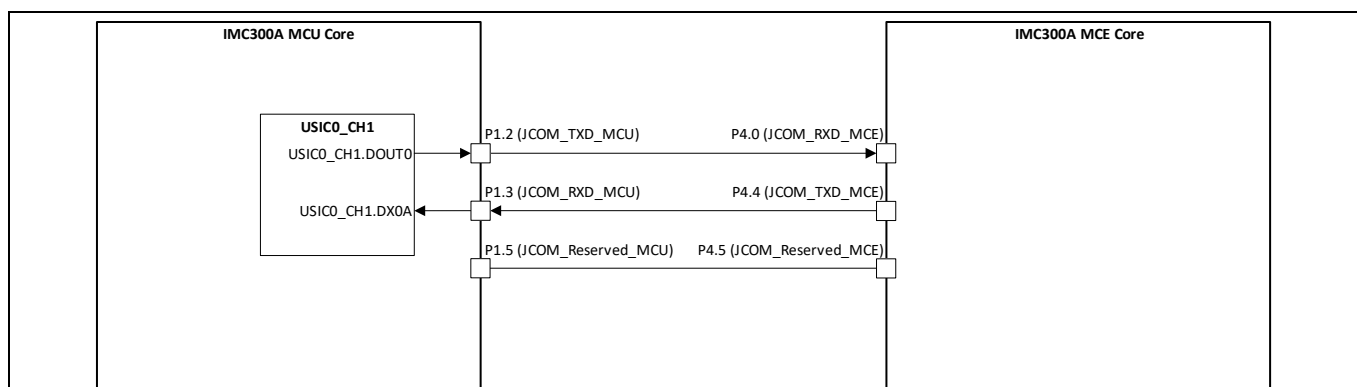 IMC300A MCU Core
IMC300A MCE Core
USIC0_CH1
USIC0_CH1.DOUT0
P1.2 (JCOM_TXD_MCU)
P4.0 (JCOM_RXD_MCE)
USIC0_CH1.DX0A
P1.3 (JCOM_RXD_MCU)
P4.4 (JCOM_TXD_MCE)
P1.5 (JCOM_Reserved_MCU)
P4.5 (JCOM_Reserved_MCE)